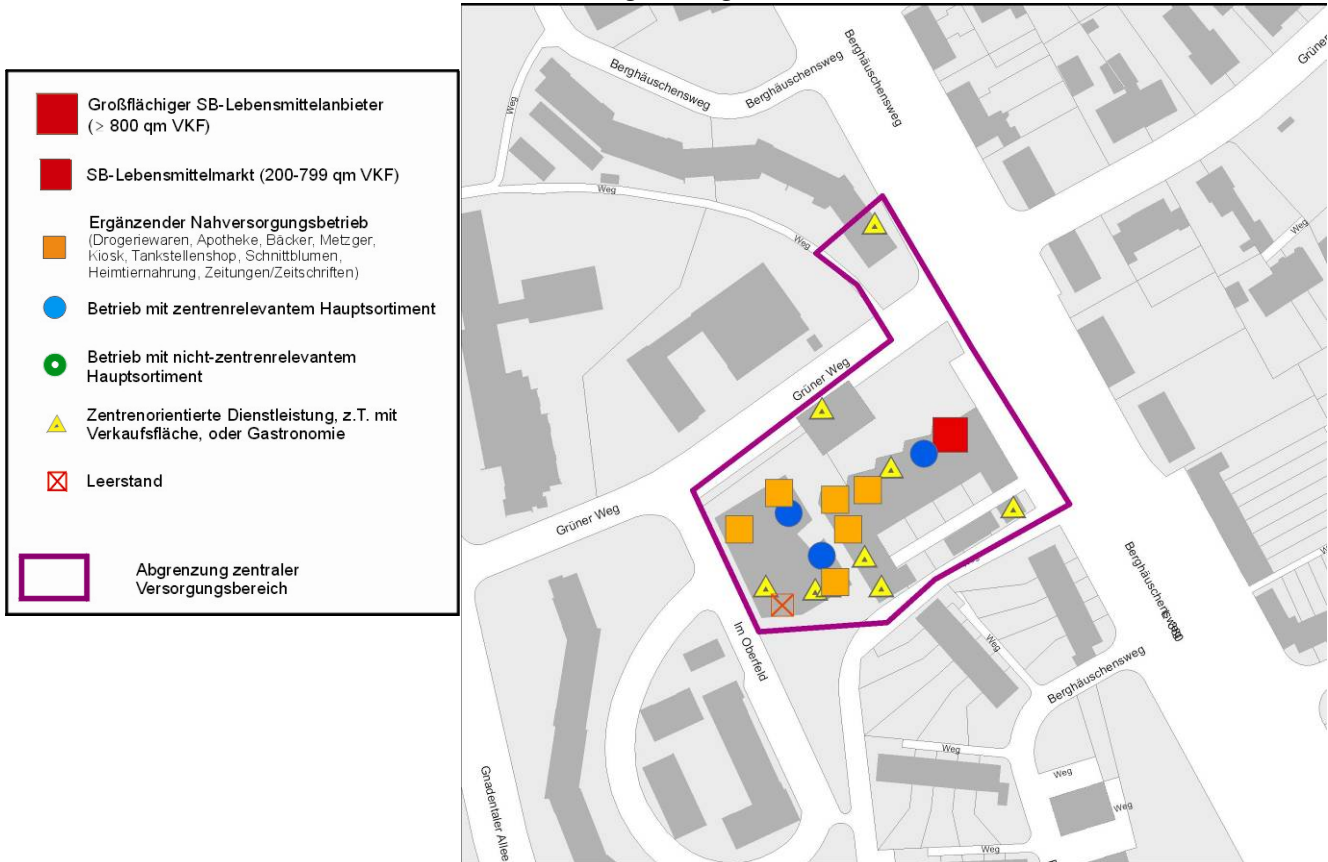 Großflächiger SB-Lebensmittelanbieter
(> 800 qm VKF)
SB-Lebensmittelmarkt (200-799 qm VKF)
Ergänzender Nahversorgungsbetrieb
(Drogeriewaren, Apotheke, Bäcker, Metzger,
Kiosk, Tankstellenshop, Schnittblumen,
Heimtiernahrung, Zeitungen/Zeitschriften)
Betrieb mit zentrenrelevantem Hauptsortiment
Betrieb mit nicht-zentrenrelevantem
Hauptsortiment
Zentrenorientierte Dienstleistung, z.T. mit
Verkaufsfläche, oder Gastronomie
Leerstand
Abgrenzung zentraler
Versorgungsbereich
Berghäuschensweg
Berghäuschensweg
Berghäuschensweg
Grüner
Weg
Weg
Weg
Weg
Grüner Weg
Grüner Weg
Weg
Weg
Berghäuschensweg
Im Oberfeld
Weg
Berghäuschensweg
Gnadentaler Allee
Weg
Weg
Weg